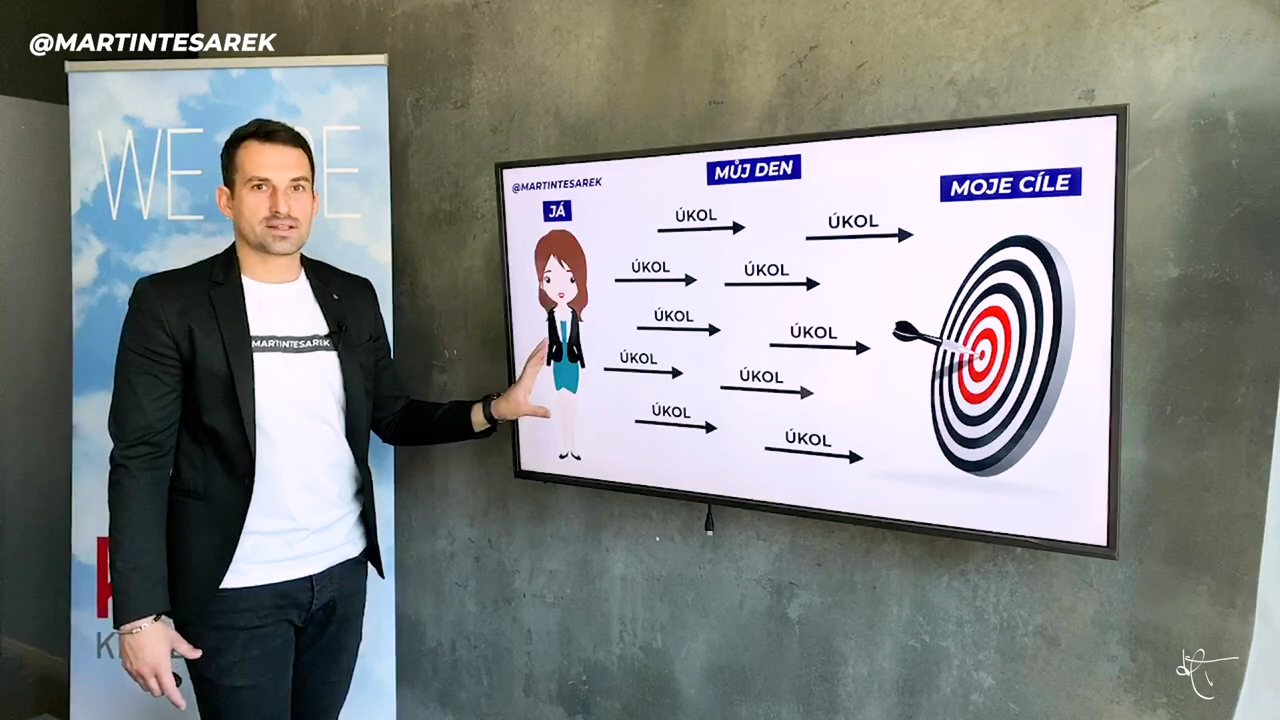 @MARTINTESAREK
WE
MARTINTESAREK
@MARTINTESAREK
MŮJ DEN
MOJE CÍLE
JÁ
ÚKOL
ÚKOL
ÚKOL
ÚKOL
ÚKOL
ÚKOL
ÚKOL
ÚKOL
ÚKOL
ÚKOL